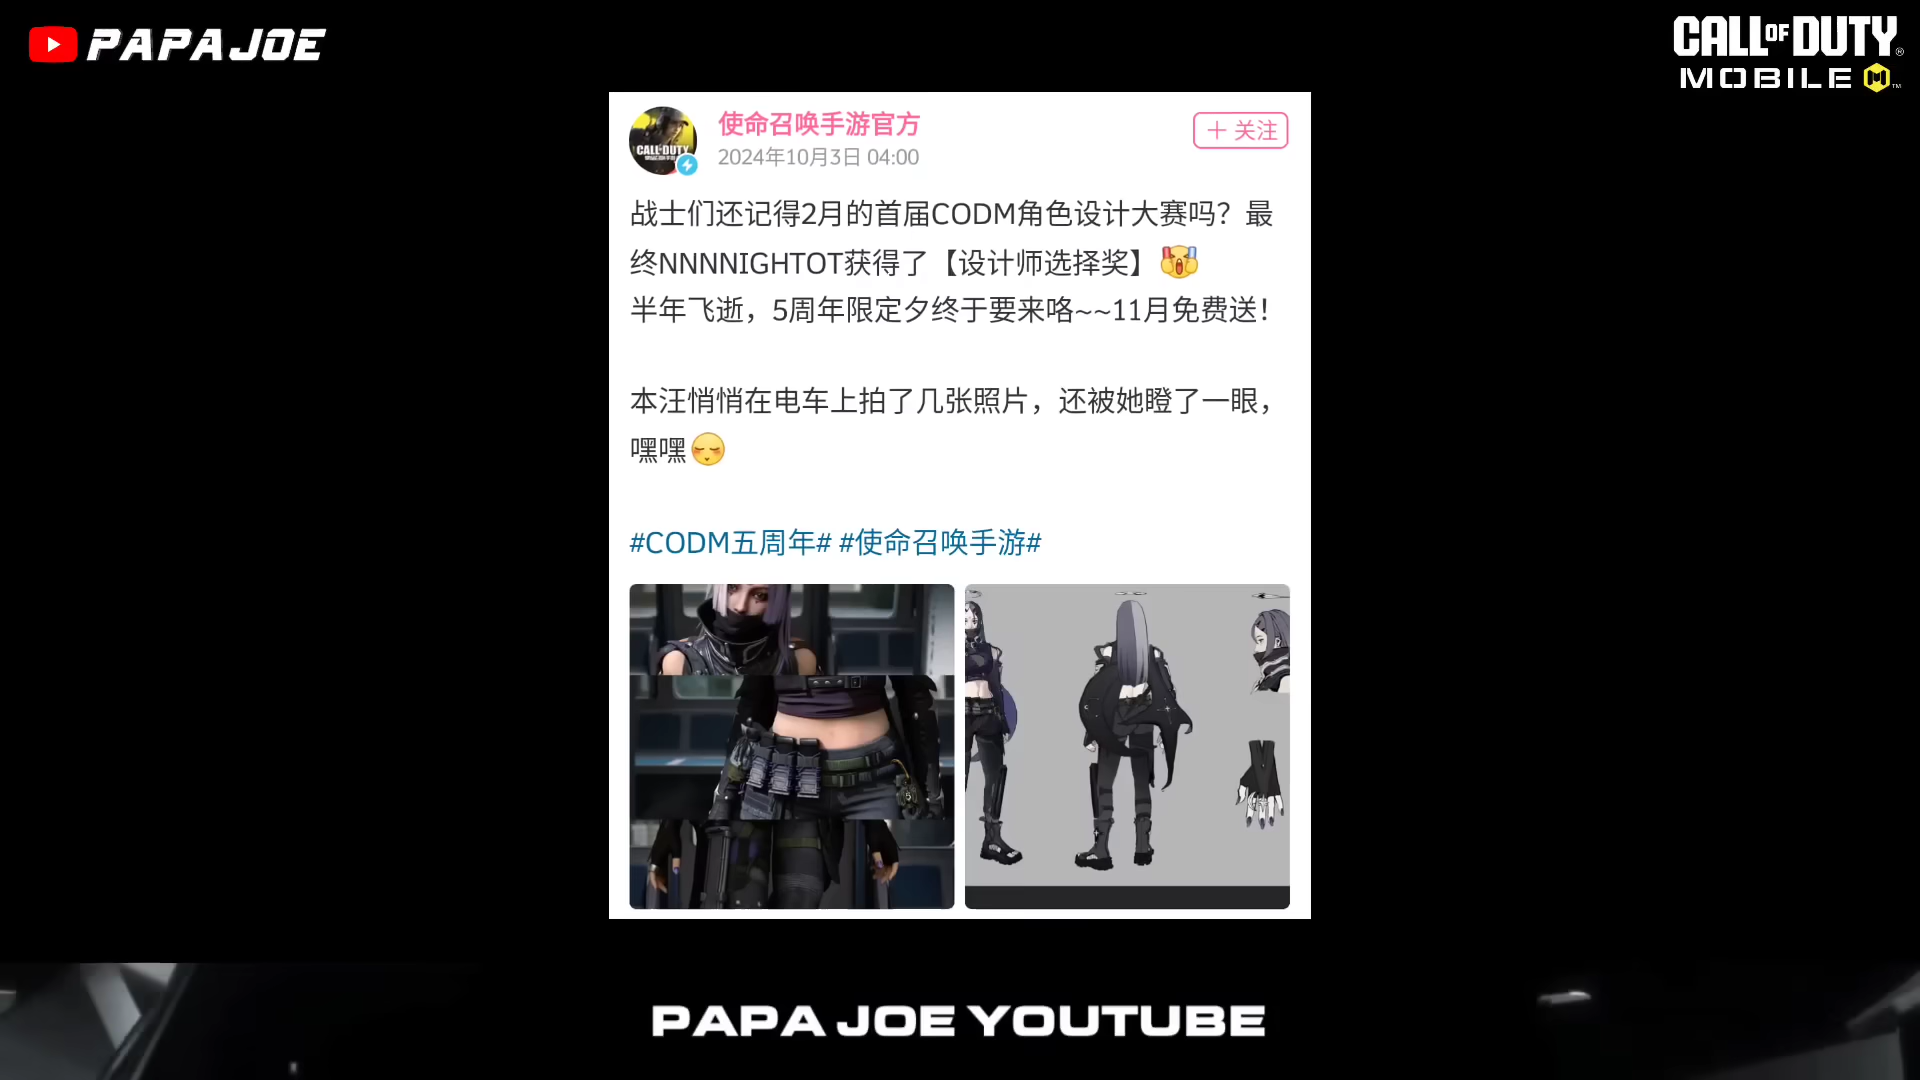 PAPA JOE
CALL OF DUTY®
MOBILE ™
使命召唤手游官方
2024年10月3日 04:00
+ 关注
CALL·DUTY
战士们还记得2月的首届CODM角色设计大赛吗？最
终NNNNIGHTOT获得了【设计师选择奖】
半年飞逝，5周年限定夕终于要来咯~~11月免费送！
本汪悄悄在电车上拍了几张照片，还被她瞪了一眼，
嘿嘿
#CODM五周年# #使命召唤手游#
PAPA JOE YOUTUBE